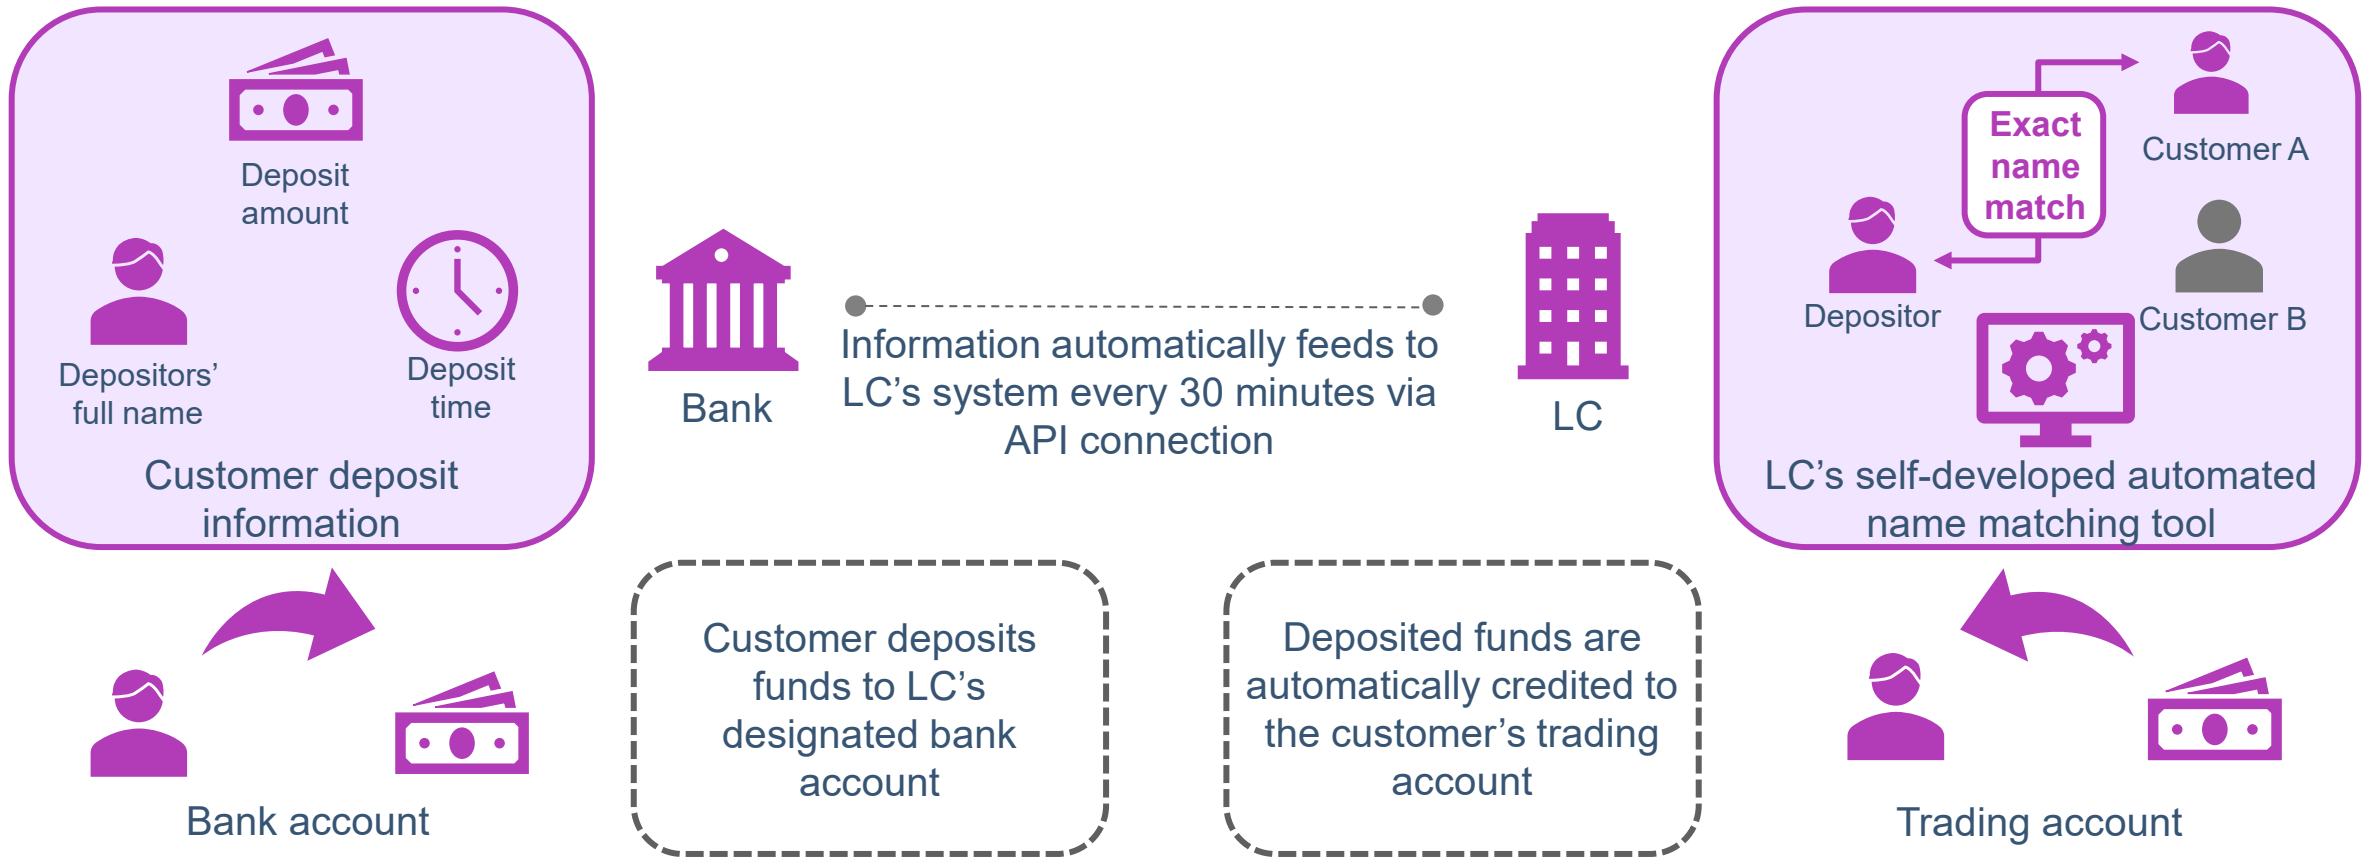 Deposit
amount
Depositors’
full name
Deposit
time
Customer deposit
information
Bank
Information automatically feeds to
LC’s system every 30 minutes via
API connection
LC
Exact
name
match
Customer A
Depositor
Customer B
LC’s self-developed automated
name matching tool
Bank account
Customer deposits
funds to LC’s
designated bank
account
Deposited funds are
automatically credited to
the customer’s trading
account
Trading account